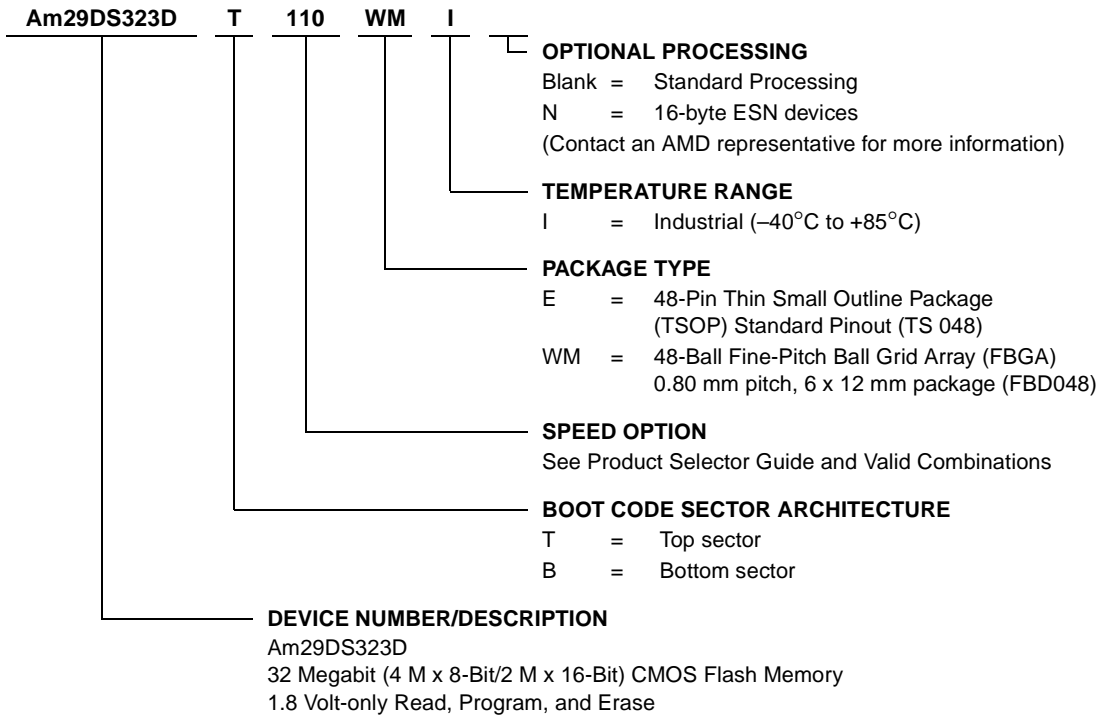 Am29DS323D T 110 WM I
OPTIONAL PROCESSING
Blank = Standard Processing
N = 16-byte ESN devices
(Contact an AMD representative for more information)
TEMPERATURE RANGE
I = Industrial (–40°C to +85°C)
PACKAGE TYPE
E = 48-Pin Thin Small Outline Package
(TSOP) Standard Pinout (TS 048)
WM = 48-Ball Fine-Pitch Ball Grid Array (FBGA)
0.80 mm pitch, 6 x 12 mm package (FBD048)
SPEED OPTION
See Product Selector Guide and Valid Combinations
BOOT CODE SECTOR ARCHITECTURE
T = Top sector
B = Bottom sector
DEVICE NUMBER/DESCRIPTION
Am29DS323D
32 Megabit (4 M x 8-Bit/2 M x 16-Bit) CMOS Flash Memory
1.8 Volt-only Read, Program, and Erase